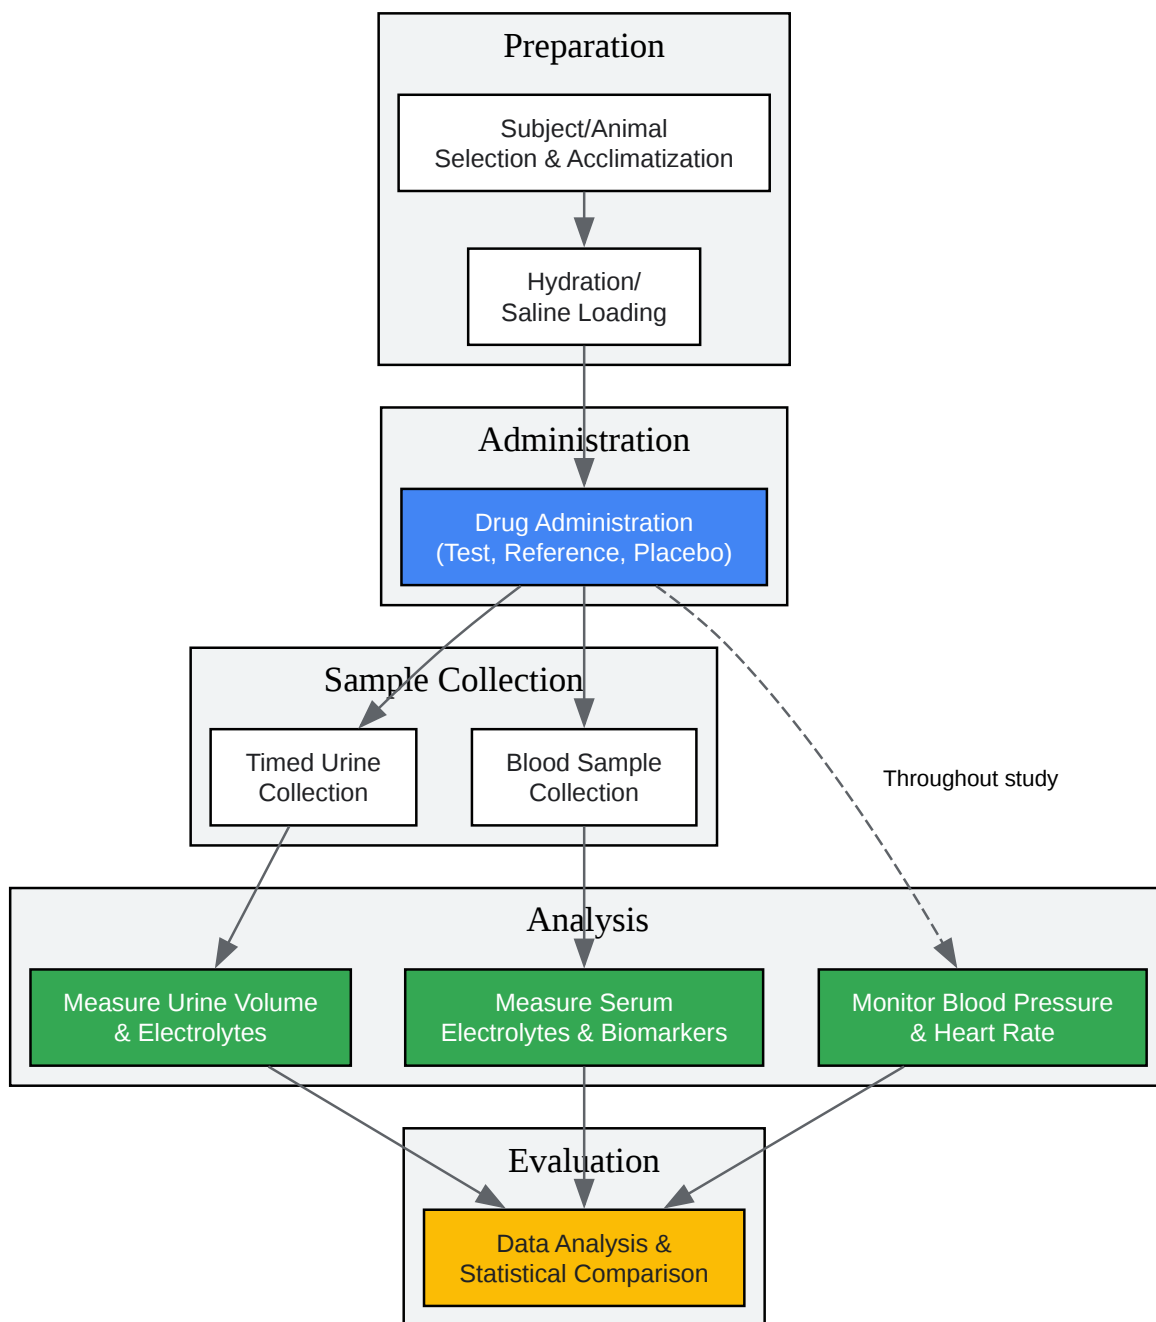 Preparation
Subject/Animal
Selection & Acclimatization
Hydration/
Saline Loading
Administration
Drug Administration
(Test, Reference, Placebo)
Sample Collection
Timed Urine
Collection
Blood Sample
Collection
Throughout study
Analysis
Measure Urine Volume
& Electrolytes
Measure Serum
Electrolytes & Biomarkers
Monitor Blood Pressure
& Heart Rate
Evaluation
Data Analysis &
Statistical Comparison